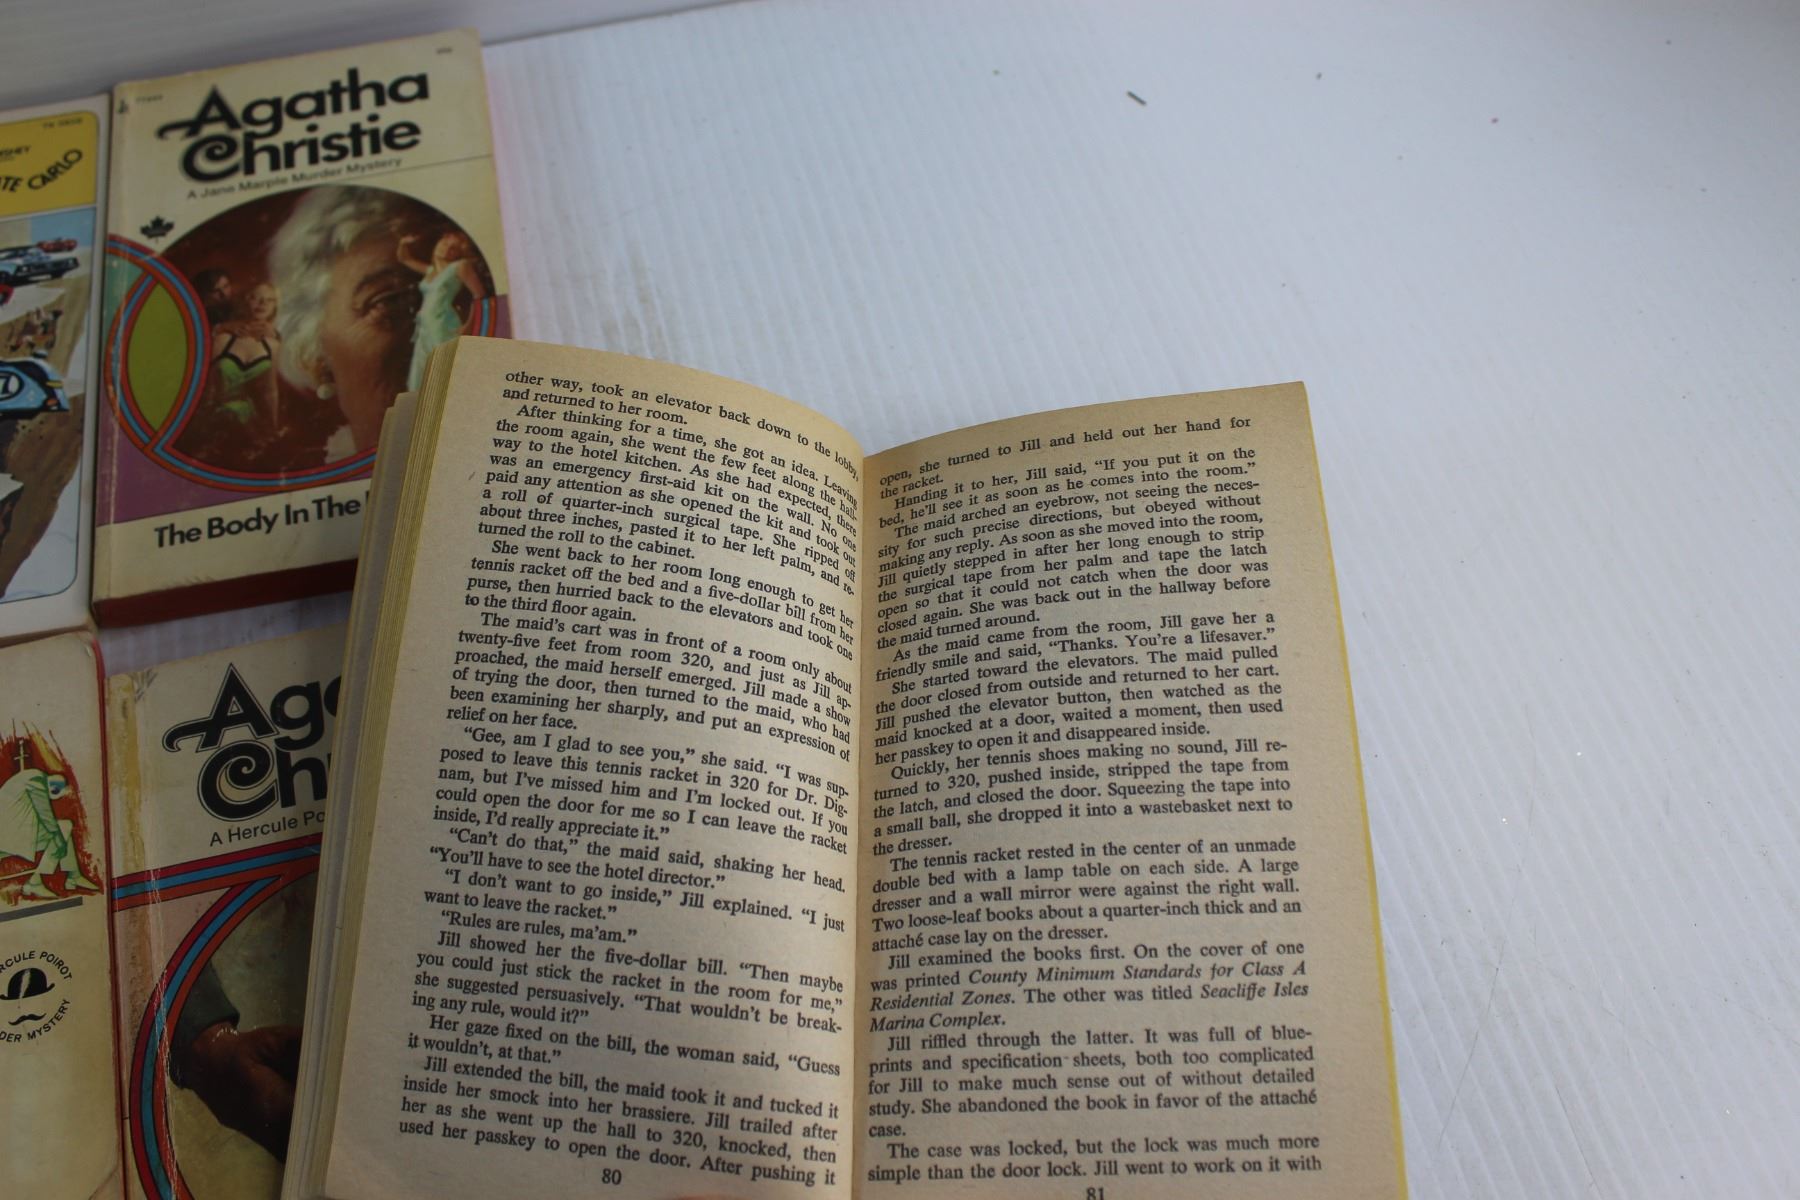 TE CARLO
Agatha
Christie
A Jane Marple Murder Mystery
The Body In The
Ag
Ch
A Hercule Po
RCULE POIROT
DER MYSTERY
7
other way, took an elevator back down to the lobby,
and returned to her room.
After thinking for a time, she got an idea. Leaving
the room again, she went the few feet along the hall-
way to the hotel kitchen. As she had expected, there
was an emergency first-aid kit on the wall. No one
paid any attention as she opened the kit and took out
a roll of quarter-inch surgical tape. She ripped off
about three inches, pasted it to her left palm, and re-
turned the roll to the cabinet.
She went back to her room long enough to get her
tennis racket off the bed and a five-dollar bill from her
purse, then hurried back to the elevators and took one
to the third floor again.
The maid's cart was in front of a room only about
twenty-five feet from room 320, and just as Jill ap-
proached, the maid herself emerged. Jill made a show
of trying the door, then turned to the maid, who had
been examining her sharply, and put an expression of
relief on her face.
"Gee, am I glad to see you," she said. "I was sup-
posed to leave this tennis racket in 320 for Dr. Dig-
nam, but I've missed him and I'm locked out. If you
could open the door for me so I can leave the racket
inside, I'd really appreciate it."
"Can't do that," the maid said, shaking her head.
"You'll have to see the hotel director."
"I don't want to go inside," Jill explained. "I just
want to leave the racket."
"Rules are rules, ma'am."
Jill showed her the five-dollar bill. "Then maybe
you could just stick the racket in the room for me,"
she suggested persuasively. "That wouldn't be break-
ing any rule, would it?"
Her gaze fixed on the bill, the woman said, "Guess
it wouldn't, at that."
Jill extended the bill, the maid took it and tucked it
inside her smock into her brassiere. Jill trailed after
her as she went up the hall to 320, knocked, then
used her passkey to open the door. After pushing it
80
open, she turned to Jill and held out her hand for
the racket.
Handing it to her, Jill said, "If you put it on the
bed, he'll see it as soon as he comes into the room."
The maid arched an eyebrow, not seeing the neces-
sity for such precise directions, but obeyed without
making any reply. As soon as she moved into the room,
Jill quietly stepped in after her long enough to strip
the surgical tape from her palm and tape the latch
open so that it could not catch when the door was
closed again. She was back out in the hallway before
the maid turned around.
As the maid came from the room, Jill gave her a
friendly smile and said, "Thanks. You're a lifesaver."
She started toward the elevators. The maid pulled
the door closed from outside and returned to her cart.
Jill pushed the elevator button, then watched as the
maid knocked at a door, waited a moment, then used
her passkey to open it and disappeared inside.
Quickly, her tennis shoes making no sound, Jill re-
turned to 320, pushed inside, stripped the tape from
the latch, and closed the door. Squeezing the tape into
a small ball, she dropped it into a wastebasket next to
the dresser.
The tennis racket rested in the center of an unmade
double bed with a lamp table on each side. A large
dresser and a wall mirror were against the right wall.
Two loose-leaf books about a quarter-inch thick and an
attaché case lay on the dresser.
Jill examined the books first. On the cover of one
was printed County Minimum Standards for Class A
Residential Zones. The other was titled Seacliffe Isles
Marina Complex.
Jill riffled through the latter. It was full of blue-
prints and specification sheets, both too complicated
for Jill to make much sense out of without detailed
study. She abandoned the book in favor of the attaché
case.
The case was locked, but the lock was much more
simple than the door lock. Jill went to work on it with
81